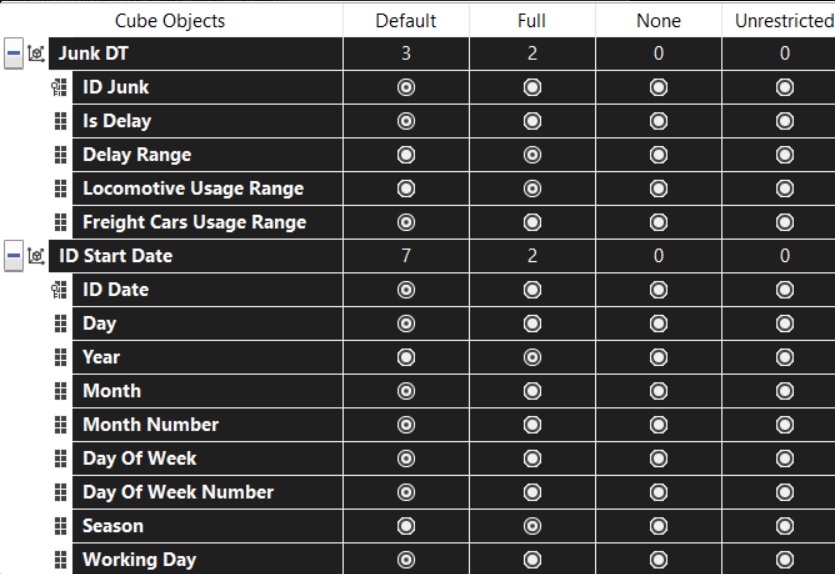 Cube Objects Default Full None Unrestricted
Junk DT 3 2 0 0
ID Junk
Is Delay
Delay Range
Locomotive Usage Range
Freight Cars Usage Range
ID Start Date 7 2 0 0
ID Date
Day
Year
Month
Month Number
Day Of Week
Day Of Week Number
Season
Working Day